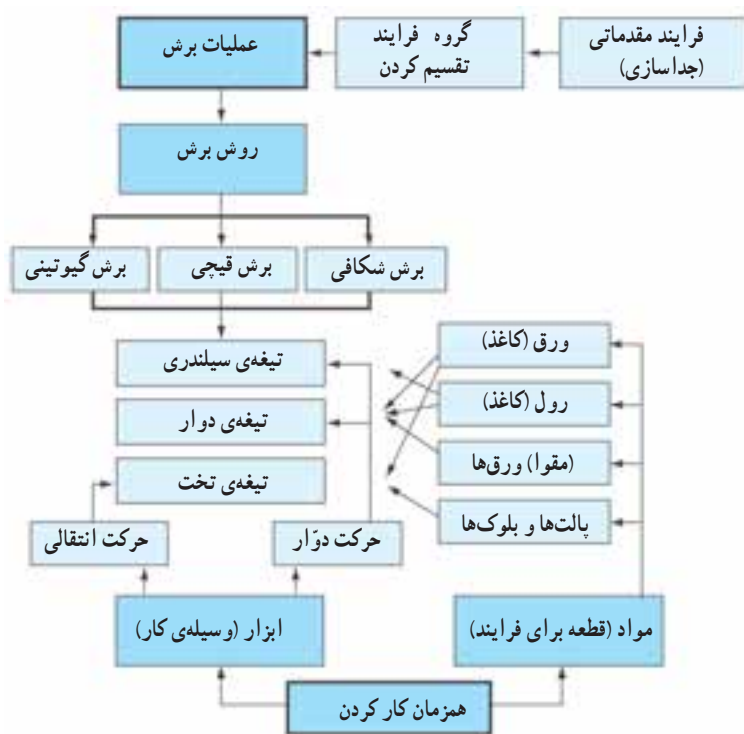 فرایند مقدماتی
(جداسازی)
گروه فرایند
تقسیم کردن
عملیات برش
روش برش
برش شکافی
برش قیچی
برش گیوتینی
تیغه‌ی سیلندری
تیغه‌ی دوار
تیغه‌ی تخت
ورق (کاغذ)
رول (کاغذ)
(مقوا) ورق‌ها
پالت‌ها و بلوک‌ها
حرکت دوّار
حرکت انتقالی
مواد (قطعه برای فرایند)
ابزار (وسیله‌ی کار)
همزمان کار کردن